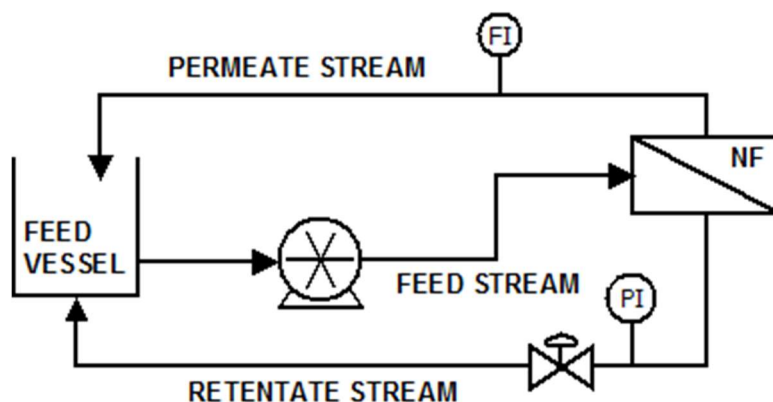 FI
PERMEATE STREAM
NF
FEED
VESSEL
FEED STREAM
PI
RETENTATE STREAM